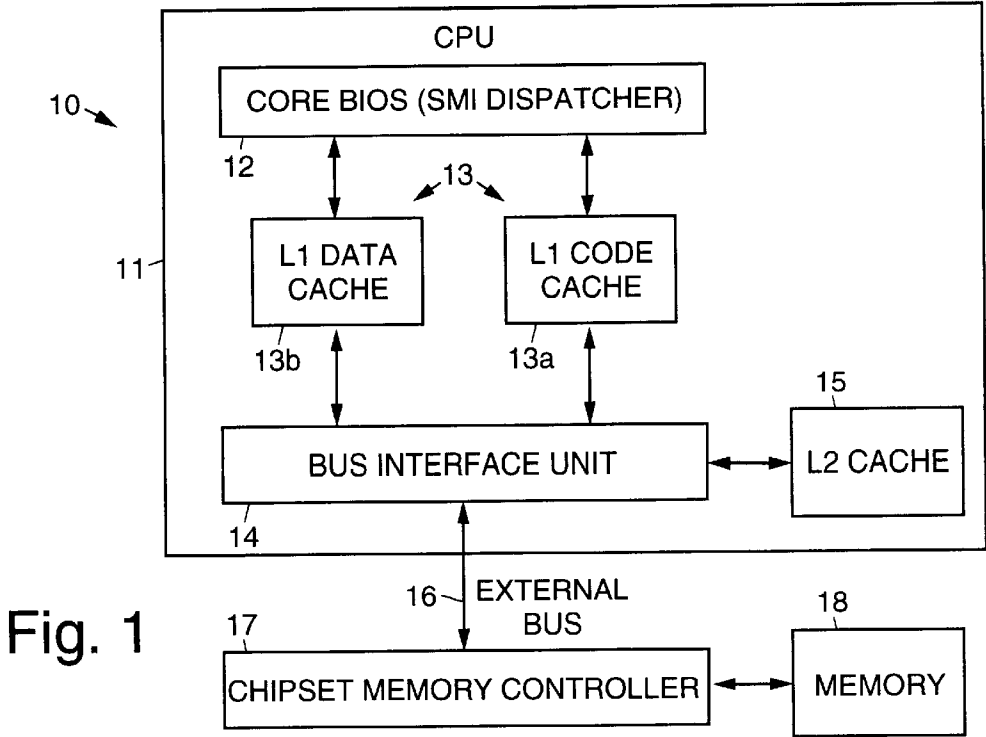 CPU
CORE BIOS (SMI DISPATCHER)
10
12
13
L1 DATA
CACHE
L1 CODE
CACHE
11
13b
13a
15
BUS INTERFACE UNIT
L2 CACHE
14
16
EXTERNAL
BUS
Fig. 1
17
18
CHIPSET MEMORY CONTROLLER
MEMORY